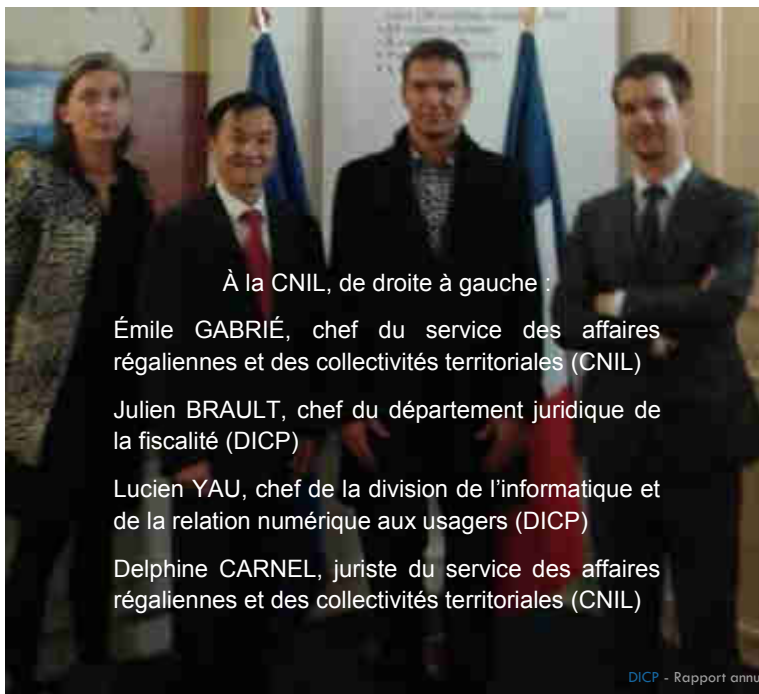 À la CNIL, de droite à gauche :
Émile GABRIÉ, chef du service des affaires
régaliennes et des collectivités territoriales (CNIL)
Julien BRAULT, chef du département juridique de
la fiscalité (DICP)
Lucien YAU, chef de la division de l’informatique et
de la relation numérique aux usagers (DICP)
Delphine CARNEL, juriste du service des affaires
régaliennes et des collectivités territoriales (CNIL)
DICP - Rapport annu